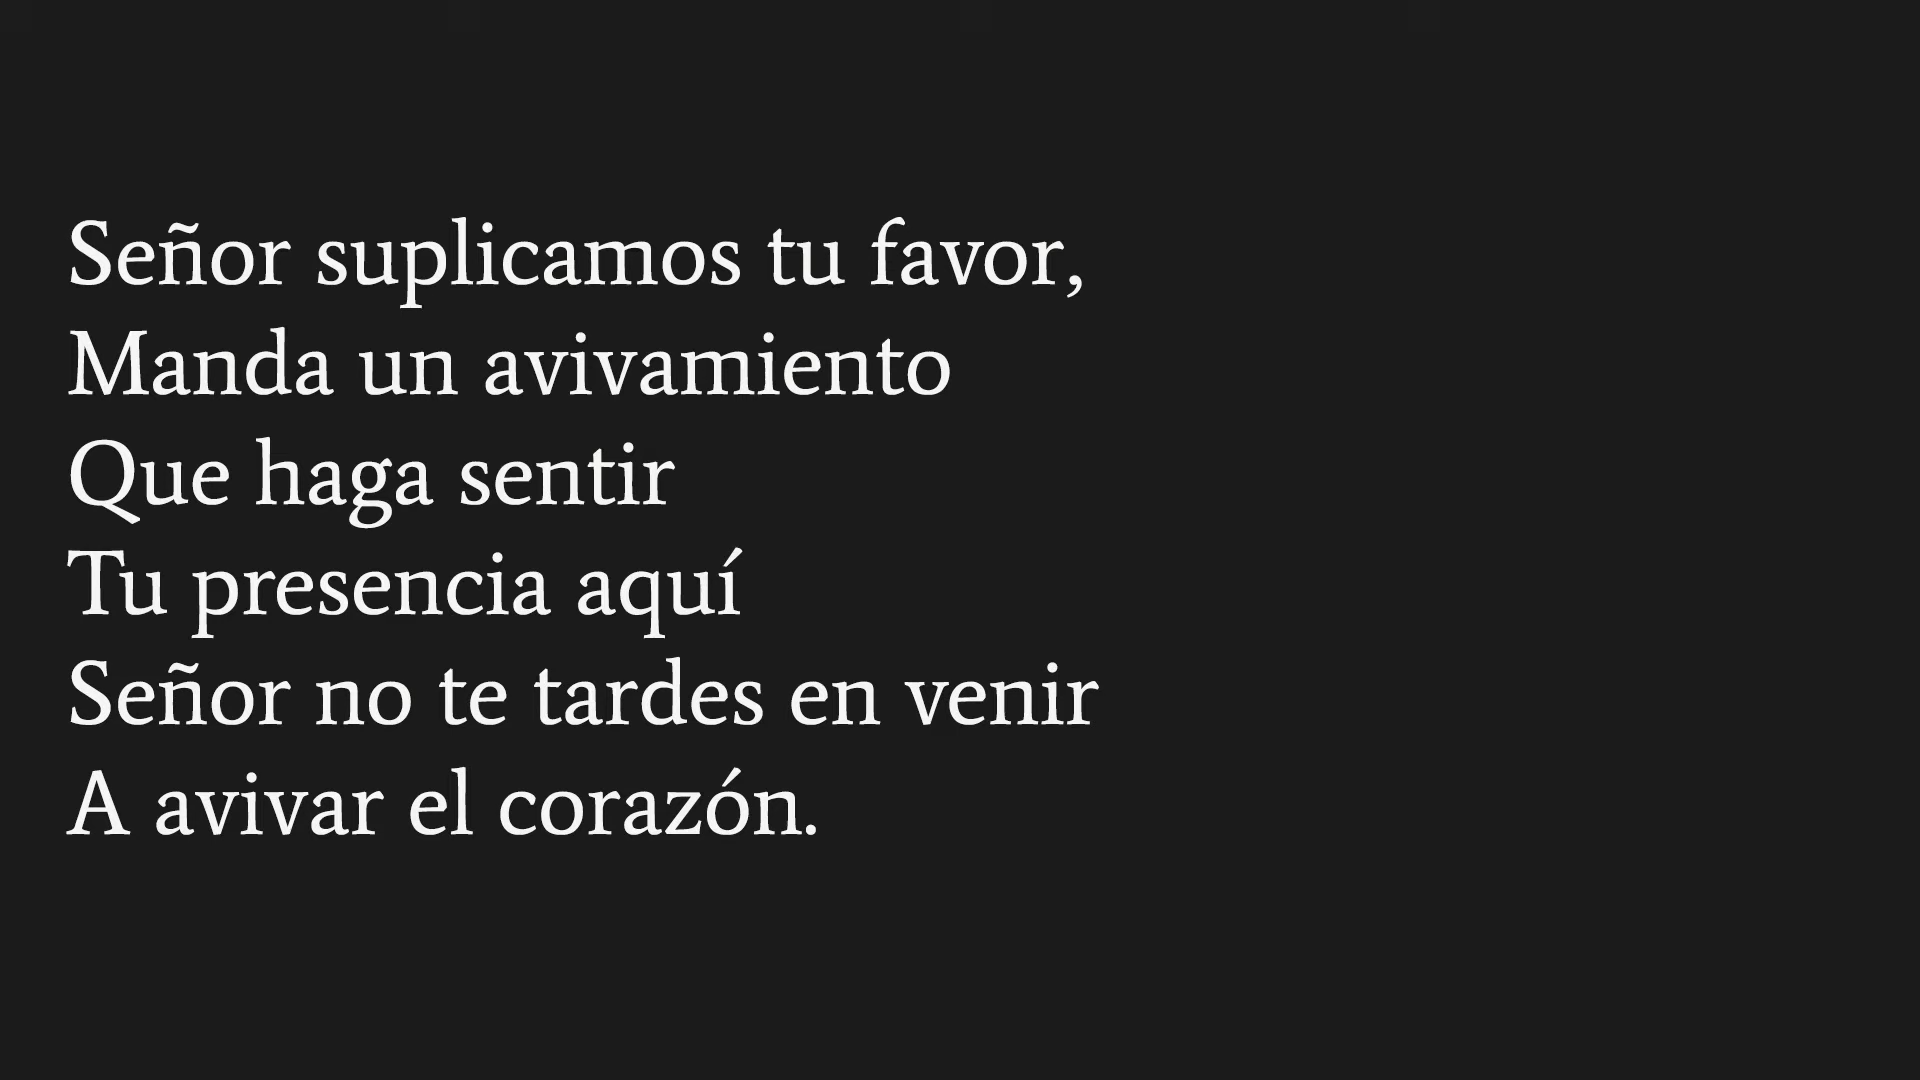 Señor suplicamos tu favor,
Manda un avivamiento
Que haga sentir
Tu presencia aquí
Señor no te tardes en venir
A avivar el corazón.